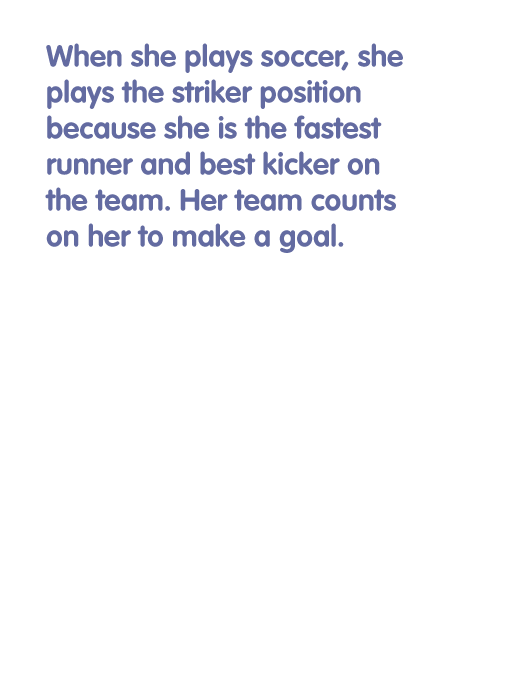 When she plays soccer, she
plays the striker position
because she is the fastest
runner and best kicker on
the team. Her team counts
on her to make a goal.